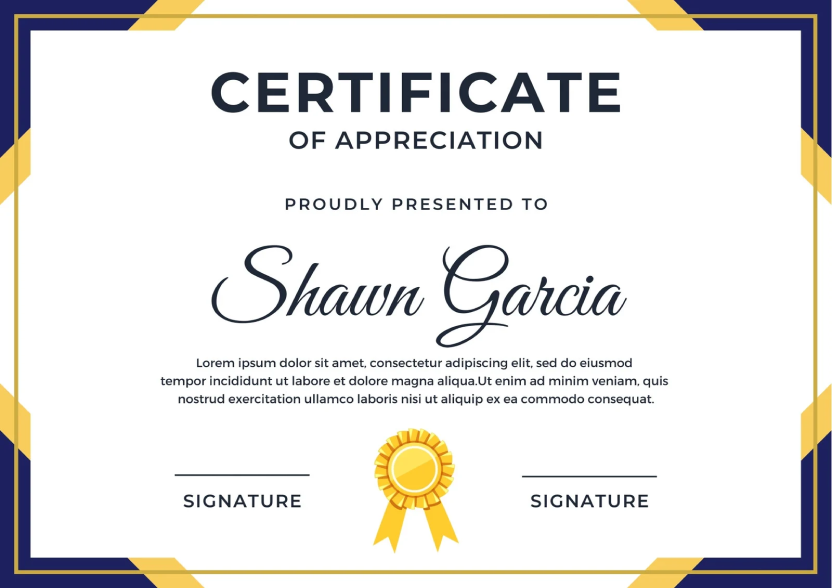 CERTIFICATE
OF APPRECIATION
PROUDLY PRESENTED TO
Shawn Garcia
Lorem ipsum dolor sit amet, consectetur adipiscing elit, sed do eiusmod
tempor incididunt ut labore et dolore magna aliqua.Ut enim ad minim veniam, quis
nostrud exercitation ullamco laboris nisi ut aliquip ex ea commodo consequat.
SIGNATURE
SIGNATURE